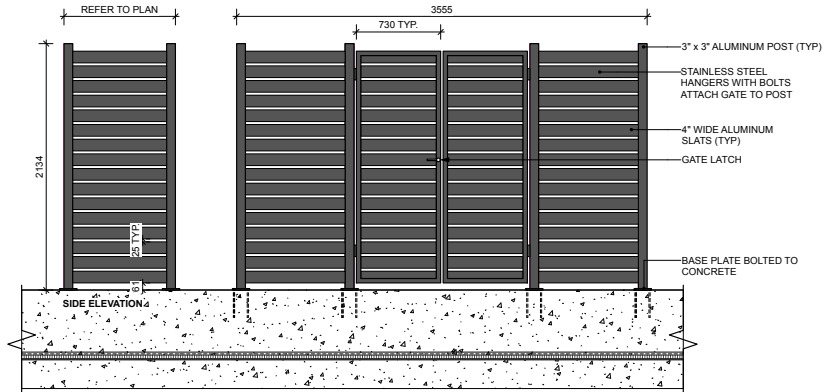 REFER TO PLAN
3555
730 TYP.
3" x 3" ALUMINUM POST (TYP)
STAINLESS STEEL
HANGERS WITH BOLTS
ATTACH GATE TO POST
4" WIDE ALUMINUM
SLATS (TYP)
GATE LATCH
2134
25 TYP.
61
BASE PLATE BOLTED TO
CONCRETE
SIDE ELEVATION